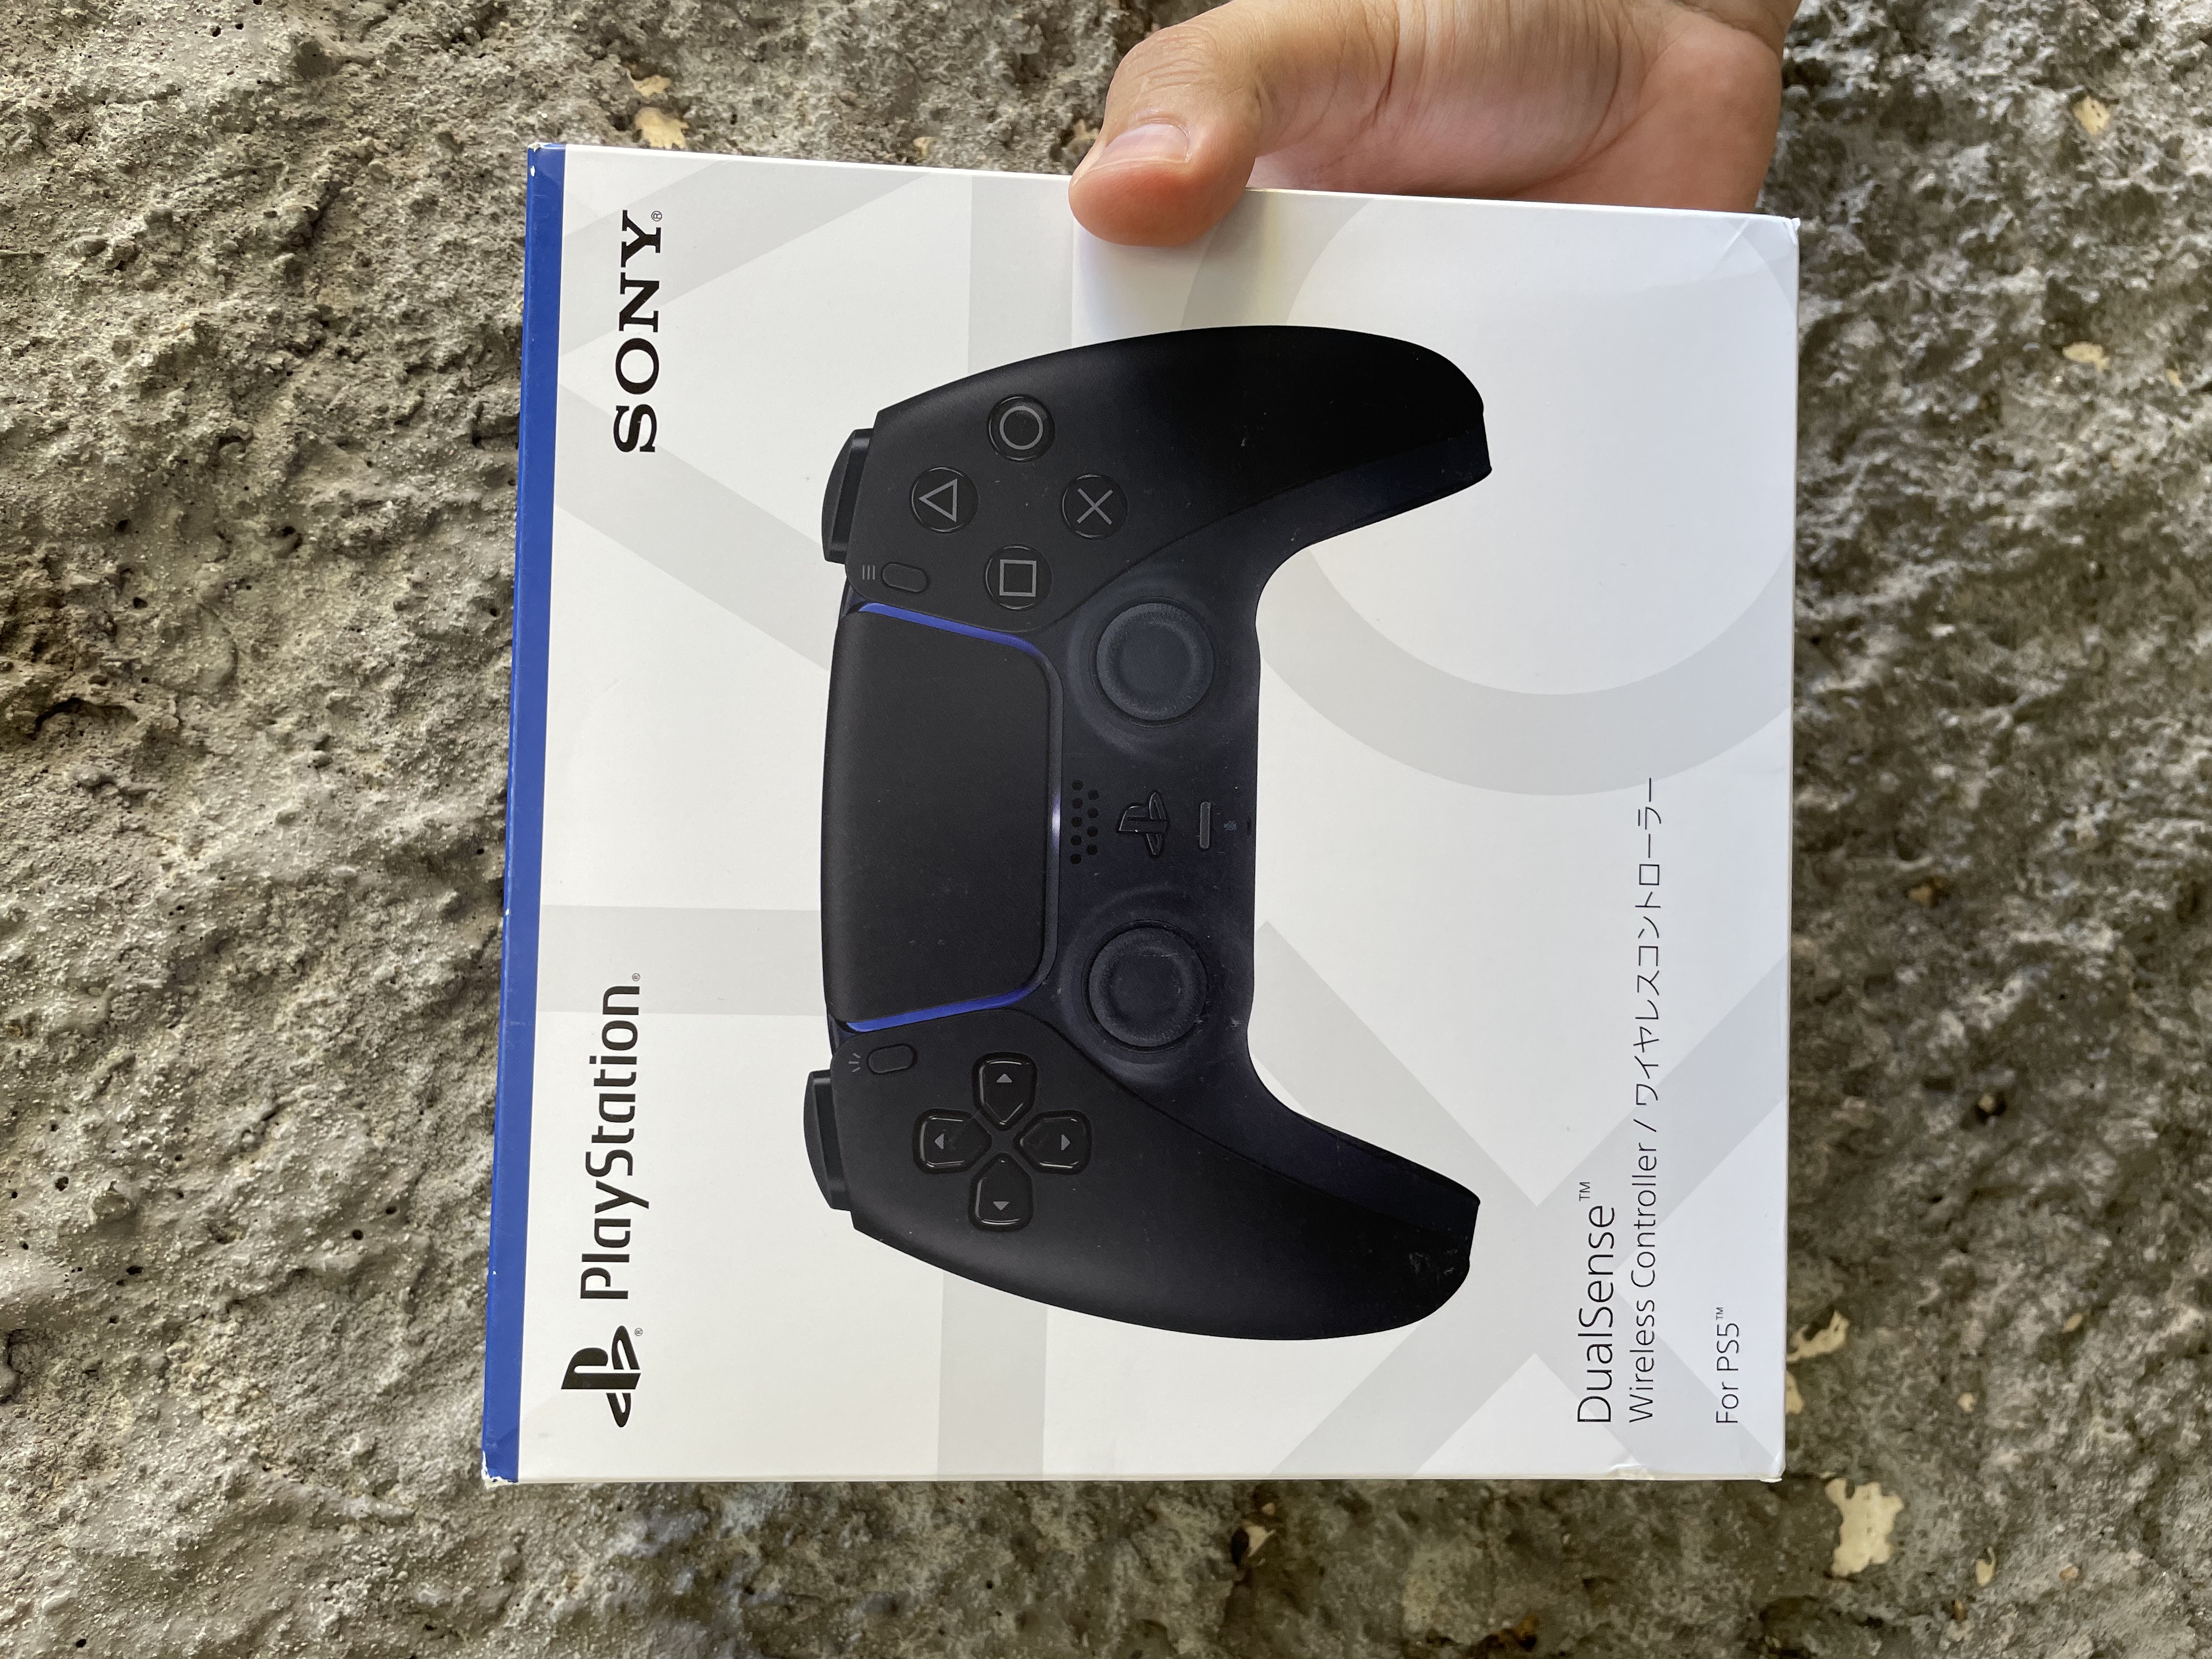 PlayStation®
SONY®
DualSense™
Wireless Controller / ワイヤレスコントローラー
For PS5™